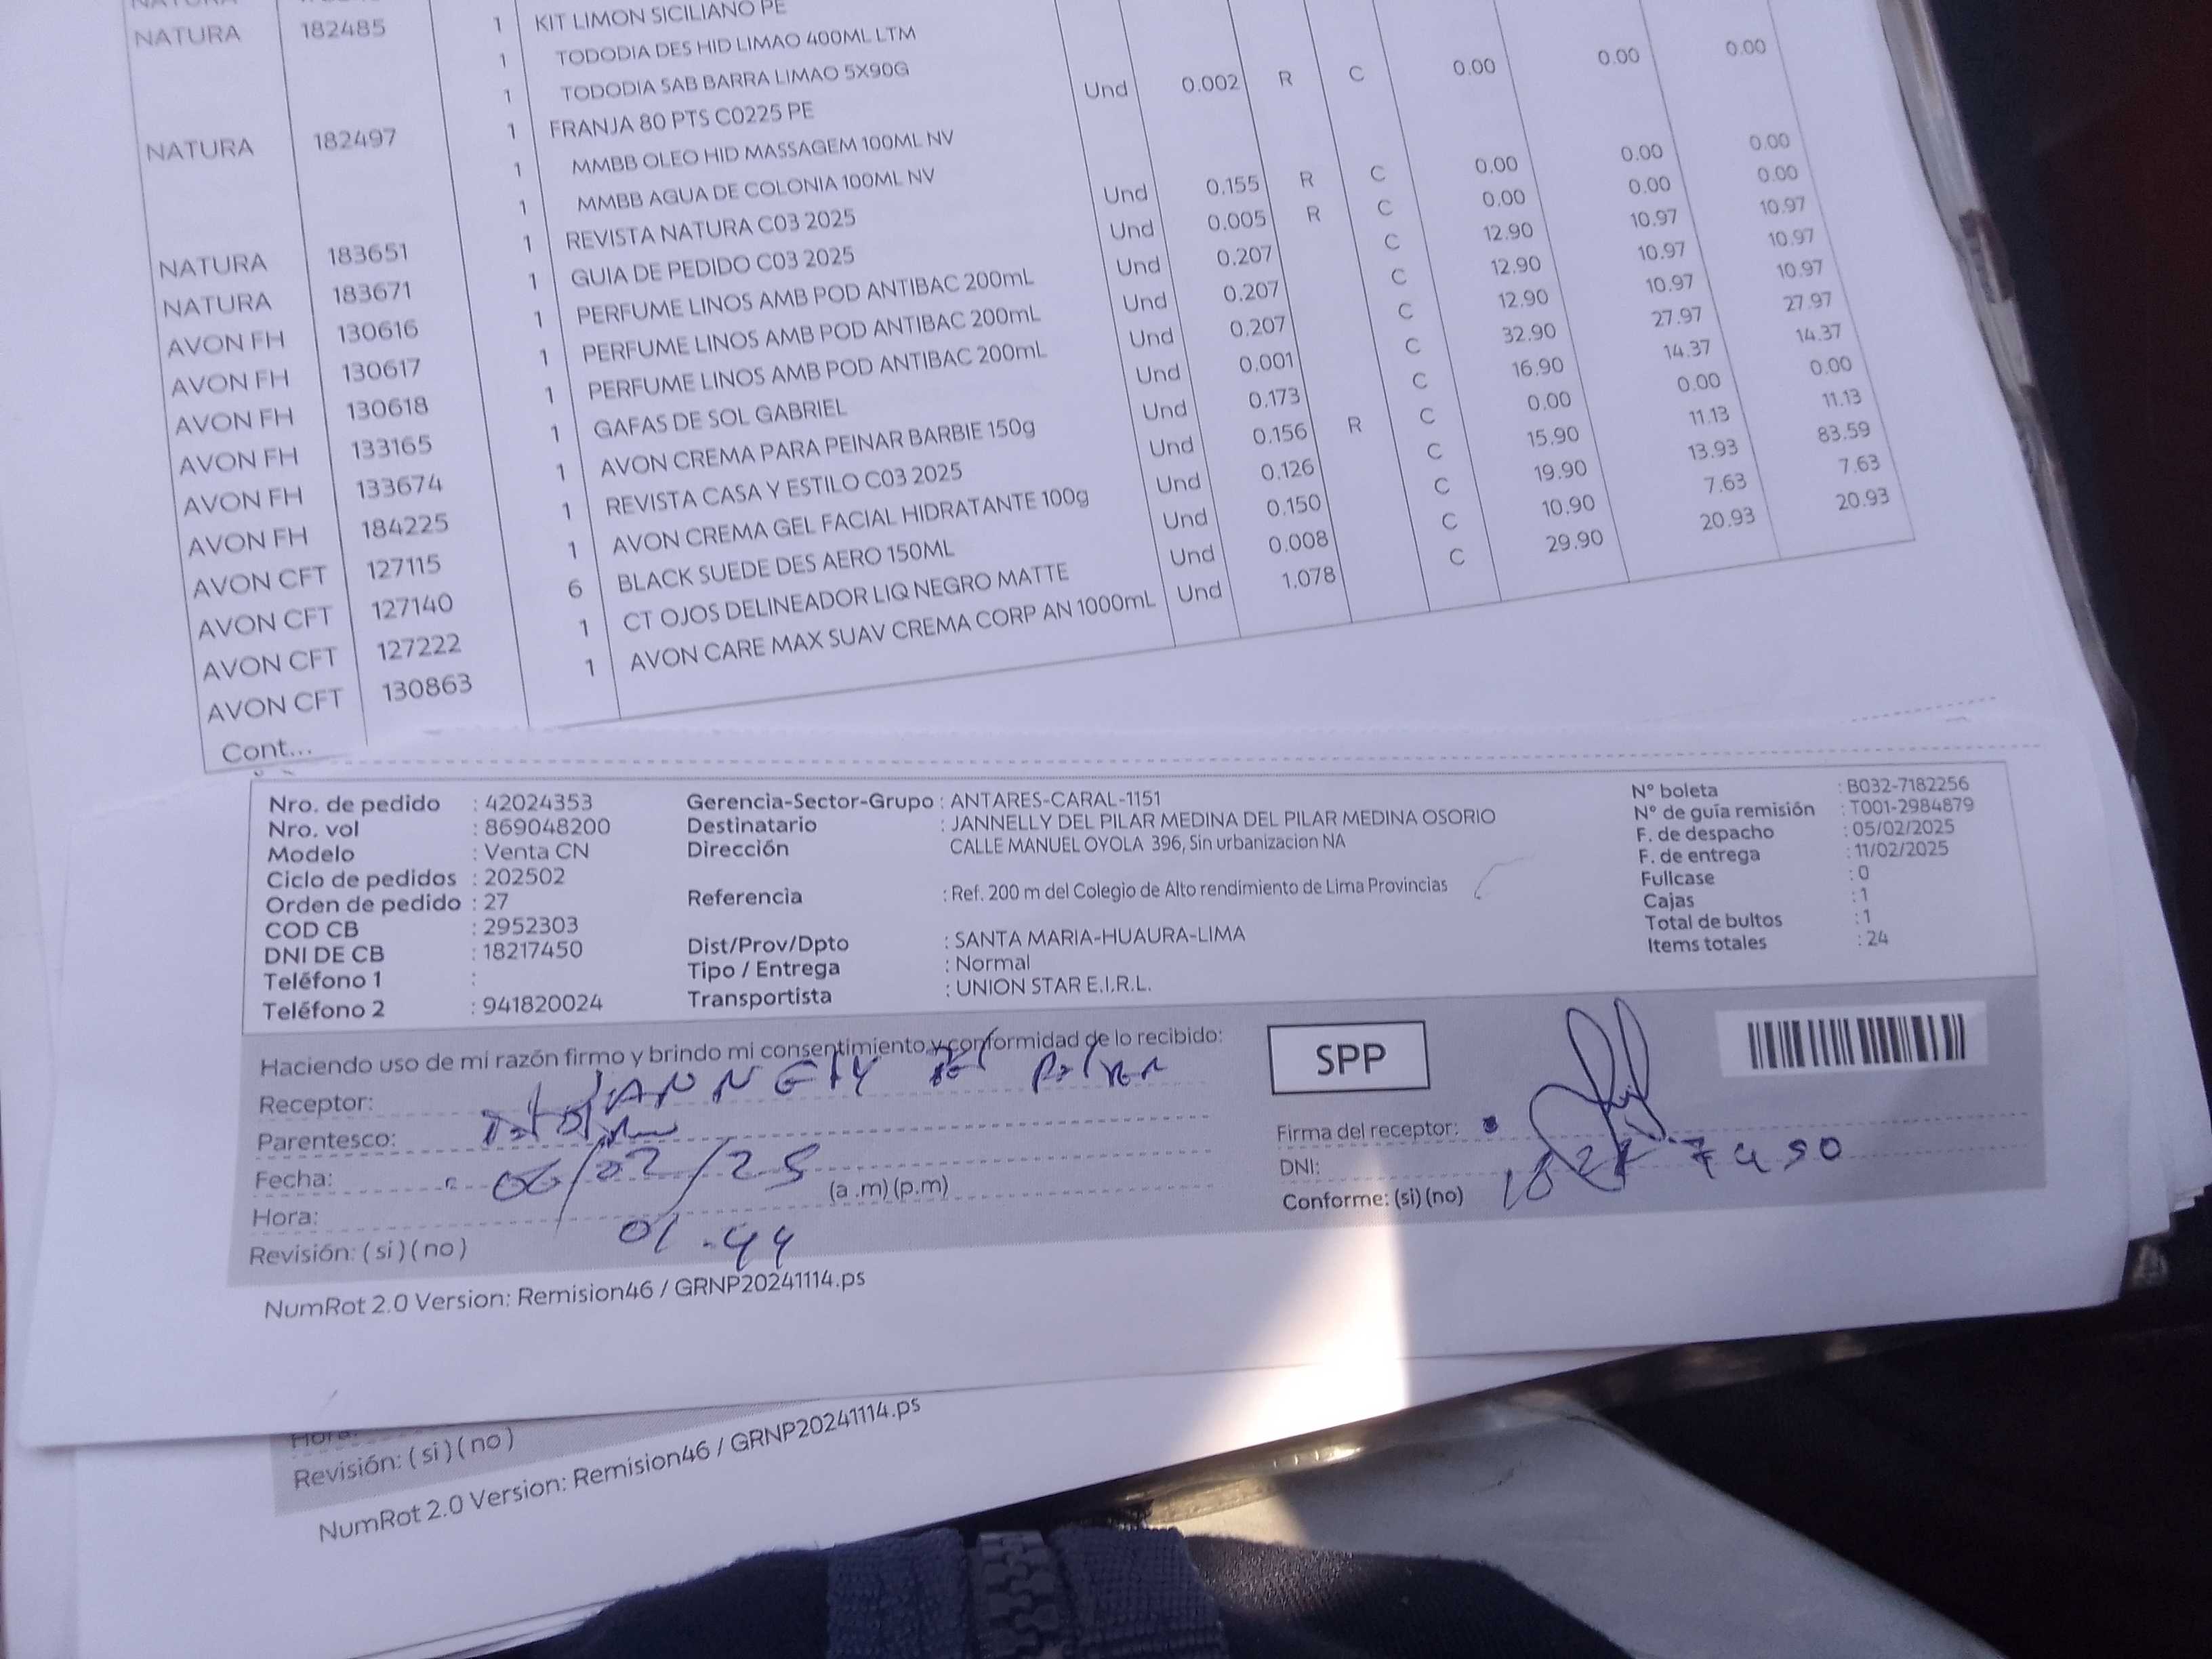 NATURA 182485 1 KIT LIMON SICILIANO PE
1 TODODIA DES HID LIMAO 400ML LTM
1 TODODIA SAB BARRA LIMAO 5X90G
NATURA 182497 1 FRANJA 80 PTS C0225 PE Und 0.002 R C 0.00 0.00 0.00
1 MMBB OLEO HID MASSAGEM 100ML NV
1 MMBB AGUA DE COLONIA 100ML NV
NATURA 183651 1 REVISTA NATURA C03 2025 Und 0.155 R C 0.00 0.00 0.00
NATURA 183671 1 GUIA DE PEDIDO C03 2025 Und 0.005 R C 0.00 0.00 0.00
AVON FH 130616 1 PERFUME LINOS AMB POD ANTIBAC 200mL Und 0.207 C 12.90 10.97 10.97
AVON FH 130617 1 PERFUME LINOS AMB POD ANTIBAC 200mL Und 0.207 C 12.90 10.97 10.97
AVON FH 130618 1 PERFUME LINOS AMB POD ANTIBAC 200mL Und 0.207 C 12.90 10.97 10.97
AVON FH 133165 1 GAFAS DE SOL GABRIEL Und 0.001 C 32.90 27.97 27.97
AVON FH 133674 1 AVON CREMA PARA PEINAR BARBIE 150g Und 0.173 C 16.90 14.37 14.37
AVON FH 184225 1 REVISTA CASA Y ESTILO C03 2025 Und 0.156 R C 0.00 0.00 0.00
AVON CFT 127115 1 AVON CREMA GEL FACIAL HIDRATANTE 100g Und 0.126 C 15.90 11.13 11.13
AVON CFT 127140 6 BLACK SUEDE DES AERO 150ML Und 0.150 C 19.90 13.93 83.59
AVON CFT 127222 1 CT OJOS DELINEADOR LIQ NEGRO MATTE Und 0.008 C 10.90 7.63 7.63
AVON CFT 130863 1 AVON CARE MAX SUAV CREMA CORP AN 1000mL Und 1.078 C 29.90 20.93 20.93
Cont...
Nro. de pedido : 42024353 Gerencia-Sector-Grupo : ANTARES-CARAL-1151 N° boleta : B032-7182256
Nro. vol : 869048200 Destinatario : JANNELLY DEL PILAR MEDINA DEL PILAR MEDINA OSORIO N° de guía remisión : T001-2984879
Modelo : Venta CN Dirección CALLE MANUEL OYOLA 396, Sin urbanizacion NA F. de despacho : 05/02/2025
Ciclo de pedidos : 202502 F. de entrega : 11/02/2025
Orden de pedido : 27 Referencia : Ref. 200 m del Colegio de Alto rendimiento de Lima Provincias Fullcase : 0
COD CB : 2952303 Cajas : 1
DNI DE CB : 18217450 Dist/Prov/Dpto : SANTA MARIA-HUAURA-LIMA Total de bultos : 1
Teléfono 1 : Tipo / Entrega : Normal Items totales : 24
Teléfono 2 : 941820024 Transportista : UNION STAR E.I.R.L.
Haciendo uso de mi razón firmo y brindo mi consentimiento y conformidad de lo recibido:
SPP
Receptor:
Parentesco:
Firma del receptor:
Fecha: 06/02/25
DNI: 18217450
Hora: 01.44 (a.m) (p.m)
Conforme: (si) (no)
Revisión: ( si ) ( no )
NumRot 2.0 Version: Remision46 / GRNP20241114.ps
Hora:
Revisión: ( si ) ( no )
NumRot 2.0 Version: Remision46 / GRNP20241114.ps